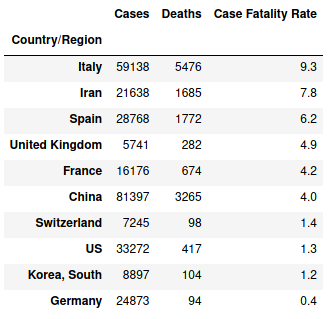 Cases Deaths Case Fatality Rate
Country/Region
Italy 59138 5476 9.3
Iran 21638 1685 7.8
Spain 28768 1772 6.2
United Kingdom 5741 282 4.9
France 16176 674 4.2
China 81397 3265 4.0
Switzerland 7245 98 1.4
US 33272 417 1.3
Korea, South 8897 104 1.2
Germany 24873 94 0.4